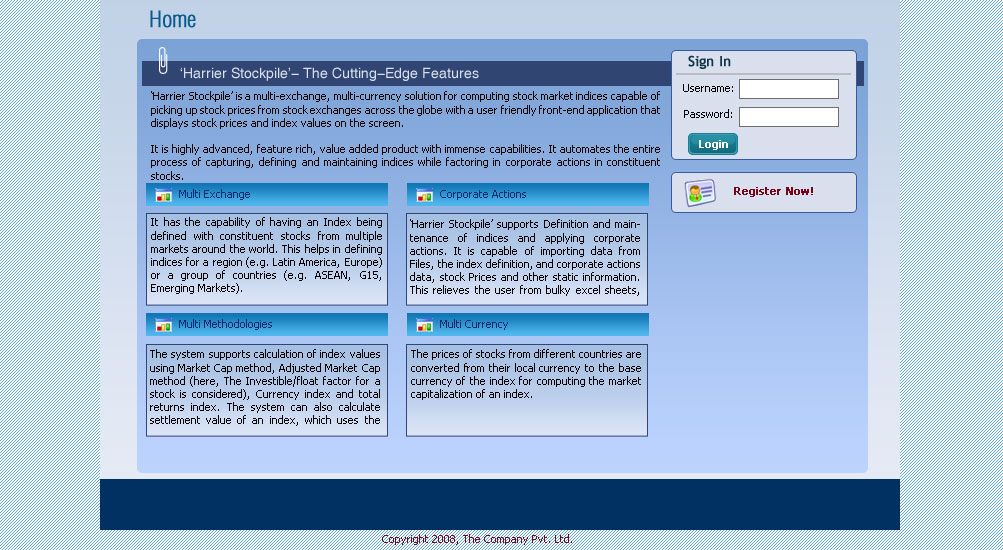 Home
‘Harrier Stockpile’– The Cutting–Edge Features
‘Harrier Stockpile’ is a multi-exchange, multi-currency solution for computing stock market indices capable of
picking up stock prices from stock exchanges across the globe with a user friendly front-end application that
displays stock prices and index values on the screen.
It is highly advanced, feature rich, value added product with immense capabilities. It automates the entire
process of capturing, defining and maintaining indices while factoring in corporate actions in constituent
stocks.
Multi Exchange
It has the capability of having an Index being
defined with constituent stocks from multiple
markets around the world. This helps in defining
indices for a region (e.g. Latin America, Europe)
or a group of countries (e.g. ASEAN, G15,
Emerging Markets).
Corporate Actions
‘Harrier Stockpile’ supports Definition and main-
tenance of indices and applying corporate
actions. It is capable of importing data from
Files, the index definition, and corporate actions
data, stock Prices and other static information.
This relieves the user from bulky excel sheets,
Multi Methodologies
The system supports calculation of index values
using Market Cap method, Adjusted Market Cap
method (here, The Investible/float factor for a
stock is considered), Currency index and total
returns index. The system can also calculate
settlement value of an index, which uses the
Multi Currency
The prices of stocks from different countries are
converted from their local currency to the base
currency of the index for computing the market
capitalization of an index.
Sign In
Username:
Password:
Login
Register Now!
Copyright 2008, The Company Pvt. Ltd.